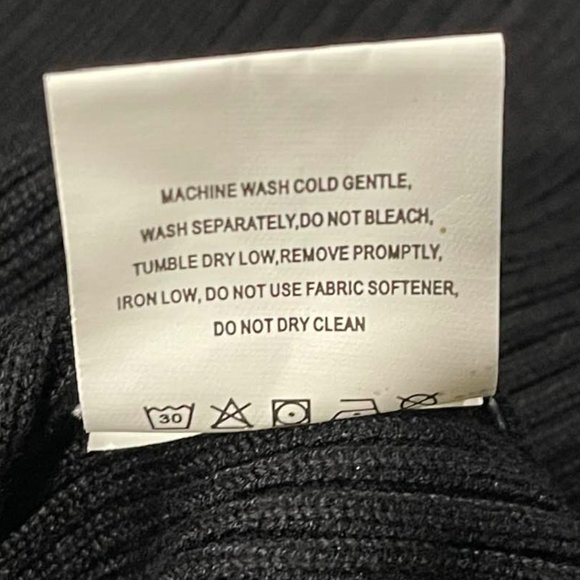 MACHINE WASH COLD GENTLE,
WASH SEPARATELY,DO NOT BLEACH,
TUMBLE DRY LOW,REMOVE PROMPTLY,
IRON LOW, DO NOT USE FABRIC SOFTENER,
DO NOT DRY CLEAN
30